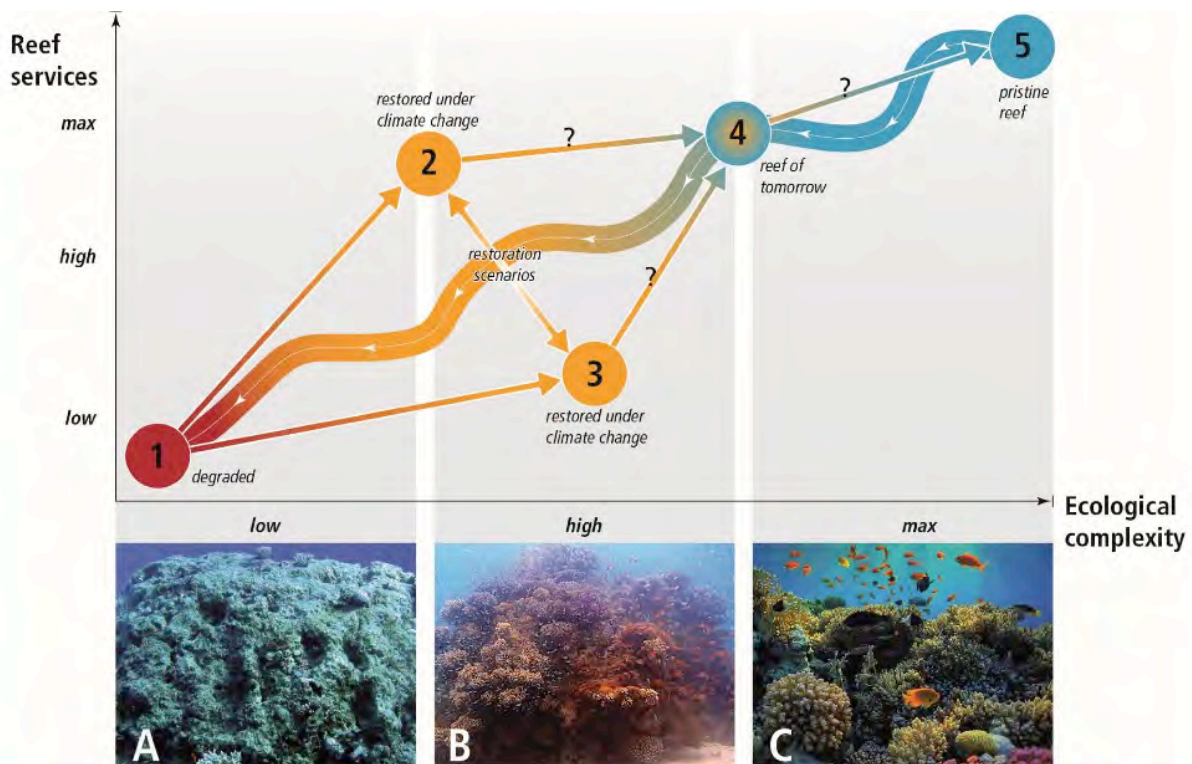 Reef
services
max
high
low
restored under
climate change
2
?
4
reef of
tomorrow
?
5
pristine
reef
restoration
scenarios
?
3
restored under
climate change
1
degraded
low
high
max
Ecological
complexity
A
B
C